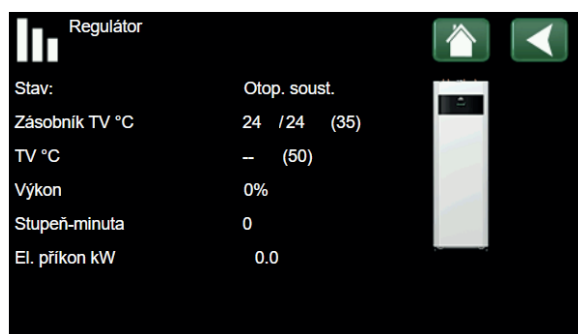 Regulátor
Stav: Otop. soust.
Zásobník TV °C 24 /24 (35)
TV °C -- (50)
Výkon 0%
Stupeň-minuta 0
El. příkon kW 0.0